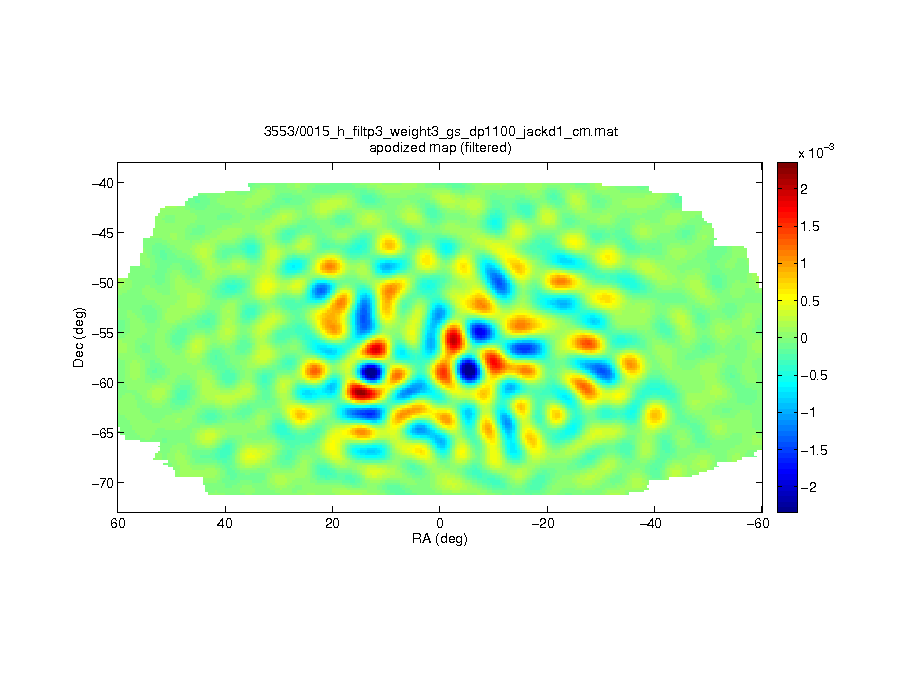 3553/0015_h_filtp3_weight3_gs_dp1100_jackd1_cm.mat
apodized map (filtered)
x 10⁻³
−40
−45
−50
−55
−60
−65
−70
Dec (deg)
60 40 20 0 −20 −40 −60
RA (deg)
2
1.5
1
0.5
0
−0.5
−1
−1.5
−2